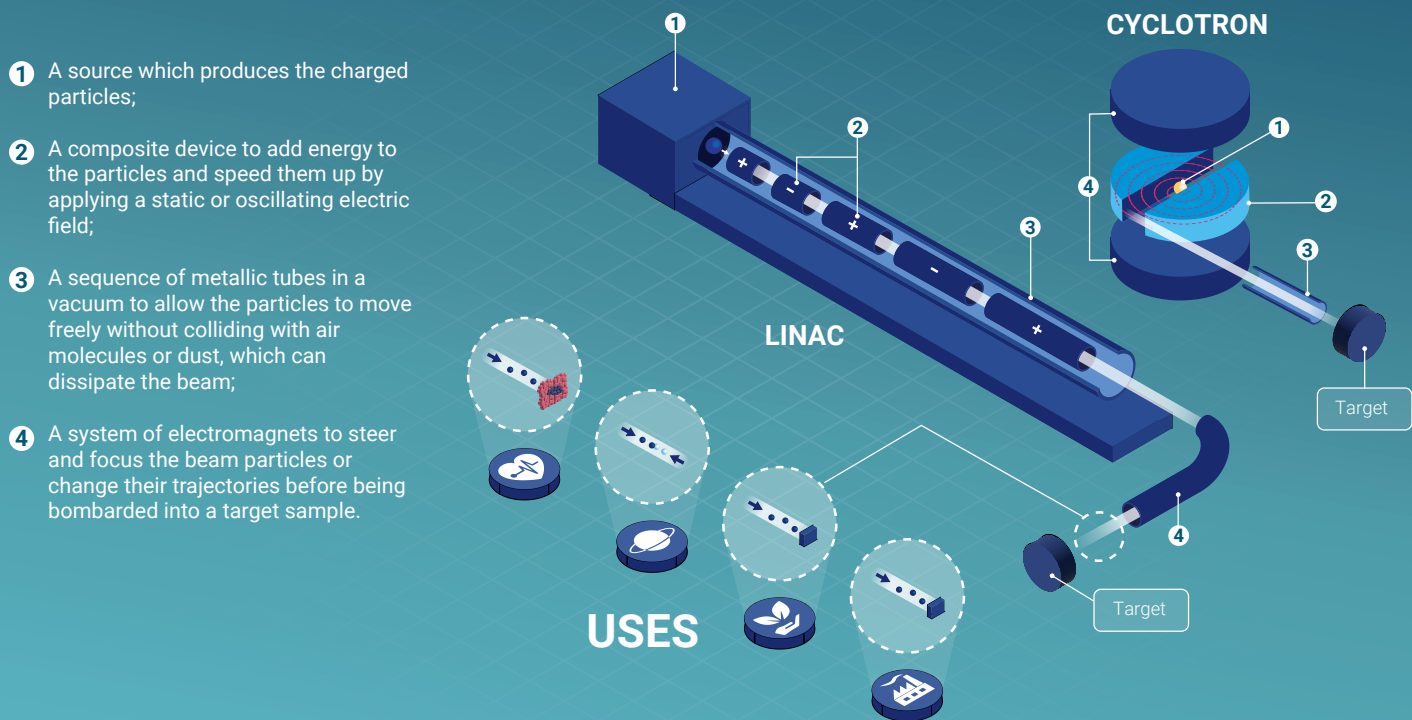 1 A source which produces the charged
particles;
2 A composite device to add energy to
the particles and speed them up by
applying a static or oscillating electric
field;
3 A sequence of metallic tubes in a
vacuum to allow the particles to move
freely without colliding with air
molecules or dust, which can
dissipate the beam;
4 A system of electromagnets to steer
and focus the beam particles or
change their trajectories before being
bombarded into a target sample.
1
2
+
-
+
-
+
3
LINAC
4
Target
CYCLOTRON
1
4
2
3
Target
USES